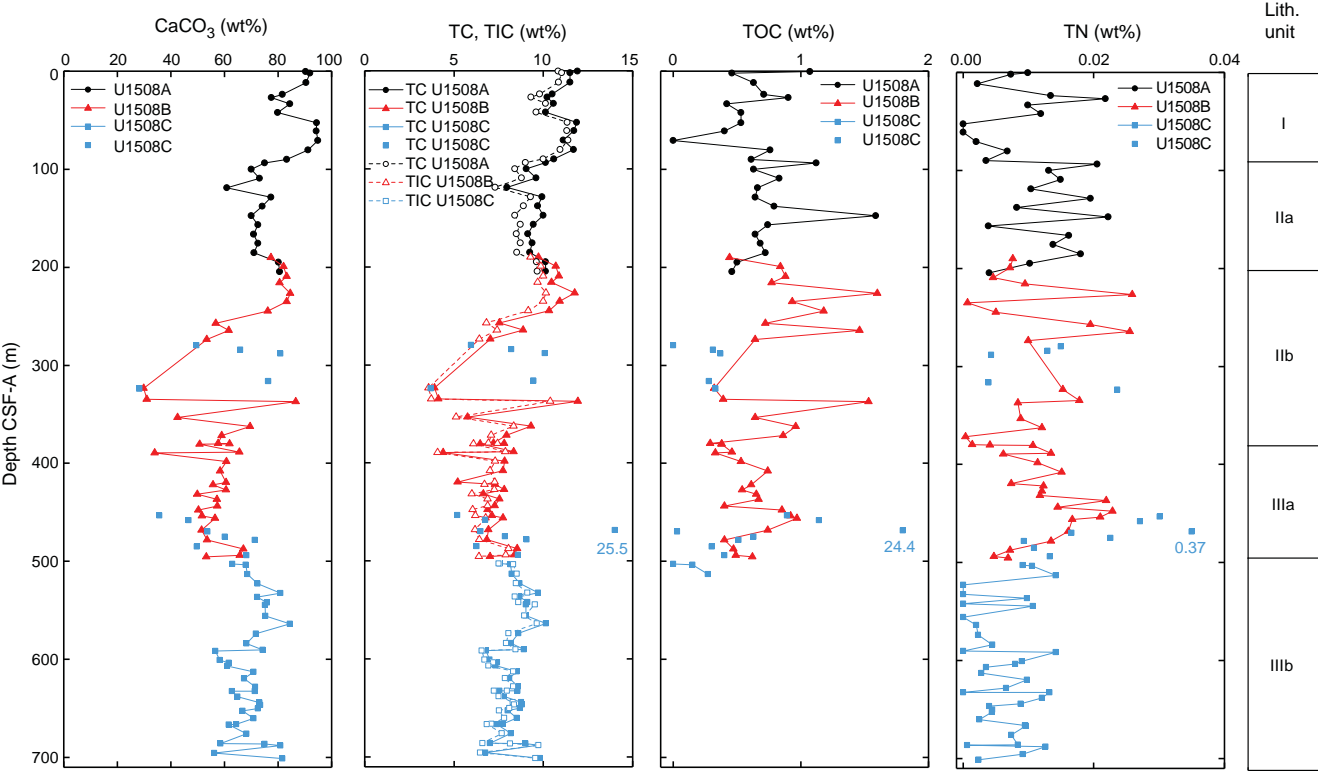 CaCO3 (wt%)
0 20 40 60 80 100
U1508A
U1508B
U1508C
U1508C
TC, TIC (wt%)
0 5 10 15
TC U1508A
TC U1508B
TC U1508C
TC U1508C
TC U1508A
TIC U1508B
TIC U1508C
25.5
TOC (wt%)
0 1 2
U1508A
U1508B
U1508C
U1508C
24.4
TN (wt%)
0.00 0.02 0.04
U1508A
U1508B
U1508C
U1508C
0.37
Lith.
unit
I
IIa
IIb
IIIa
IIIb
Depth CSF-A (m)
0
100
200
300
400
500
600
700